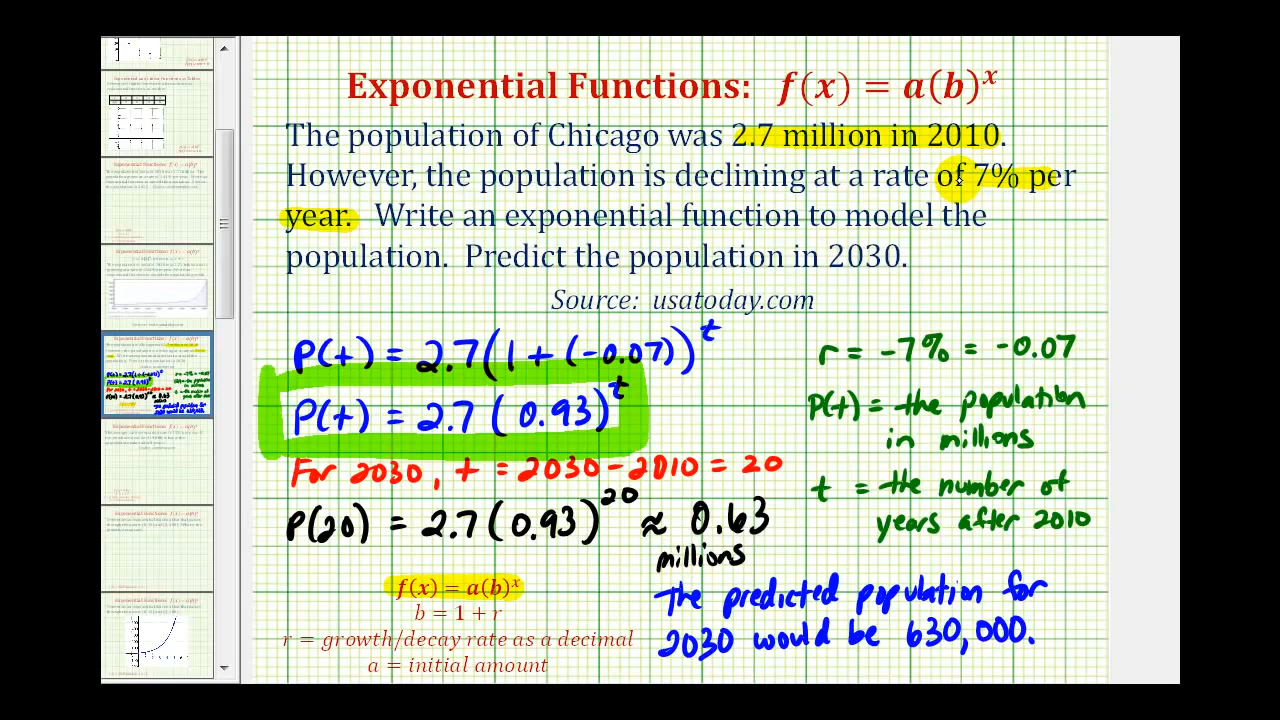 Exponential Functions: f(x) = a(b)ˣ
The population of Chicago was 2.7 million in 2010.
However, the population is declining at a rate of 7% per
year. Write an exponential function to model the
population. Predict the population in 2030.
Source: usatoday.com
P(t) = 2.7(1 + (-0.07))ᵗ
P(t) = 2.7(0.93)ᵗ
For 2030, t = 2030 - 2010 = 20
P(20) = 2.7(0.93)²⁰ ≈ 0.63
millions
r = -7% = -0.07
P(t) = the population
in millions
t = the number of
years after 2010
f(x) = a(b)ˣ
b = 1 + r
r = growth/decay rate as a decimal
a = initial amount
The predicted population for
2030 would be 630,000.